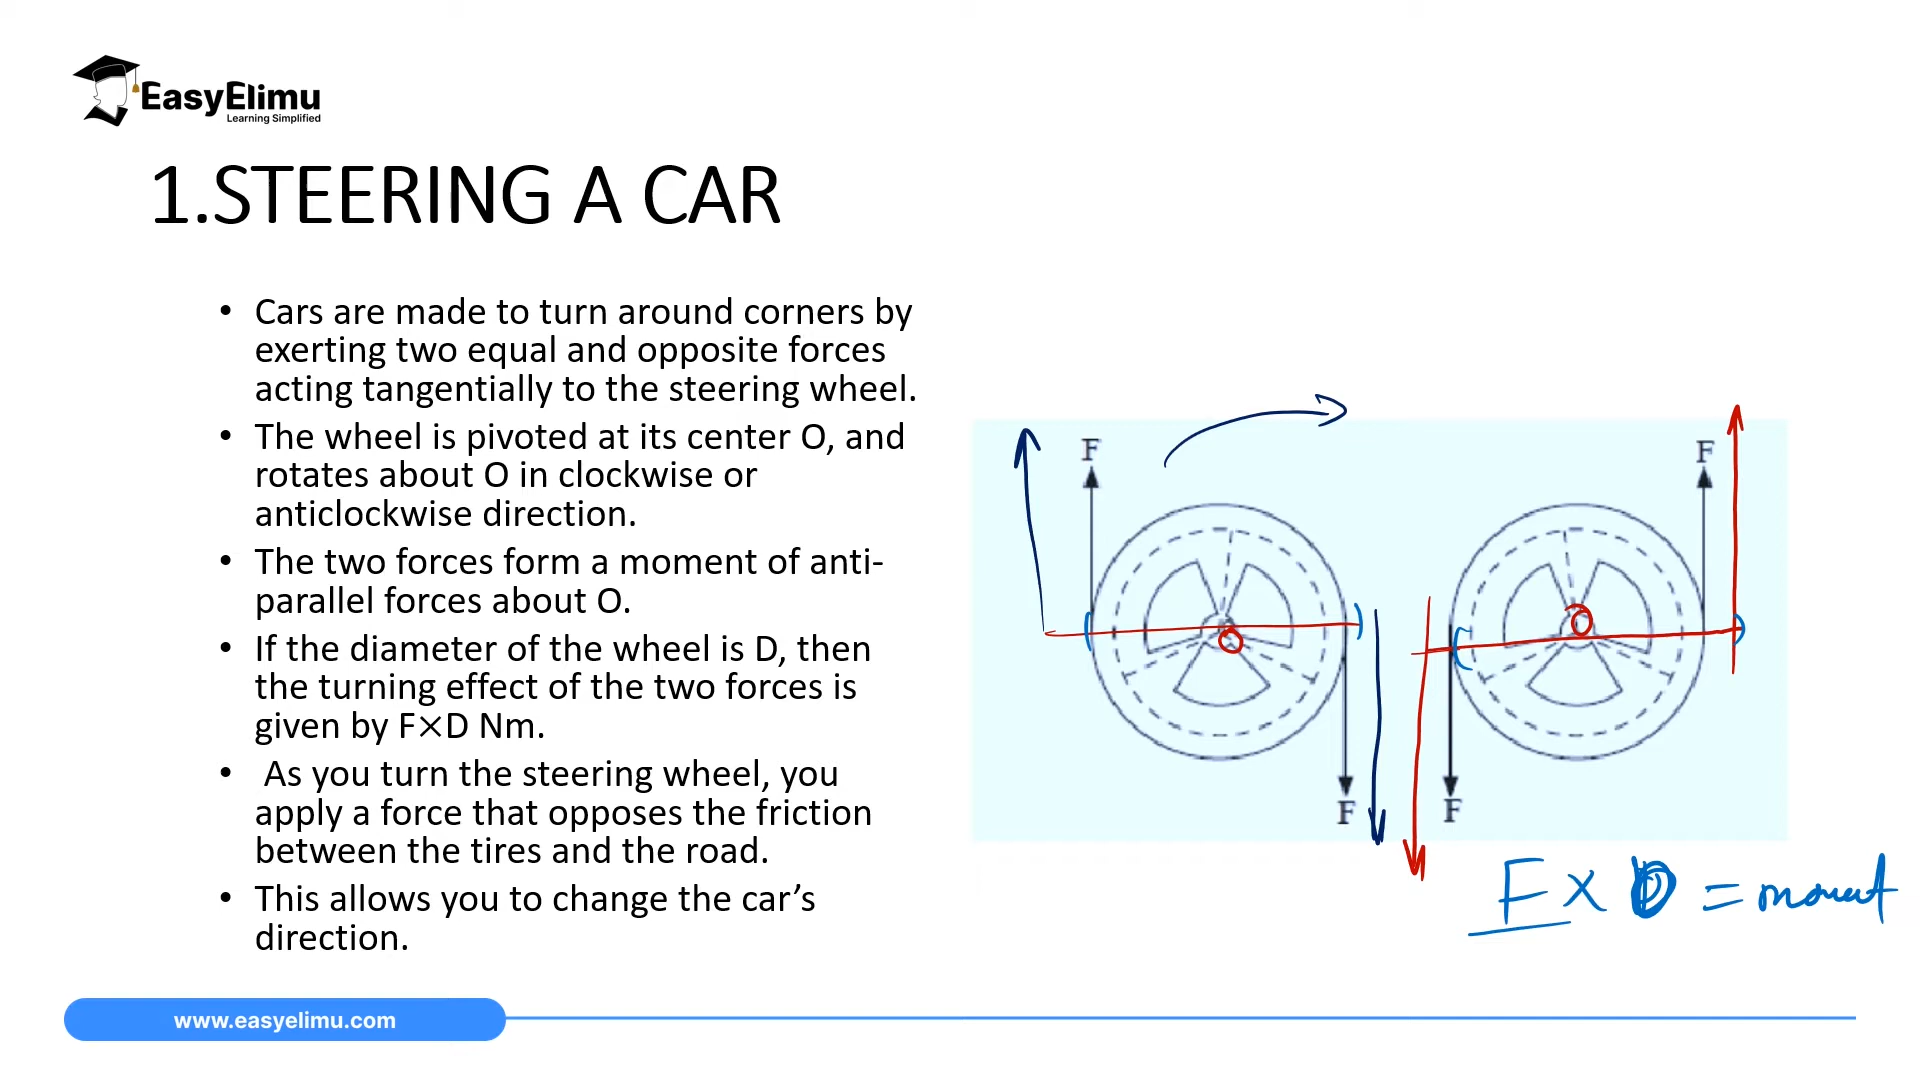 EasyElimu
Learning Simplified
1.STEERING A CAR
• Cars are made to turn around corners by
exerting two equal and opposite forces
acting tangentially to the steering wheel.
• The wheel is pivoted at its center O, and
rotates about O in clockwise or
anticlockwise direction.
• The two forces form a moment of anti-
parallel forces about O.
• If the diameter of the wheel is D, then
the turning effect of the two forces is
given by F×D Nm.
• As you turn the steering wheel, you
apply a force that opposes the friction
between the tires and the road.
• This allows you to change the car’s
direction.
F
F
F
F
F x D = moment
www.easyelimu.com